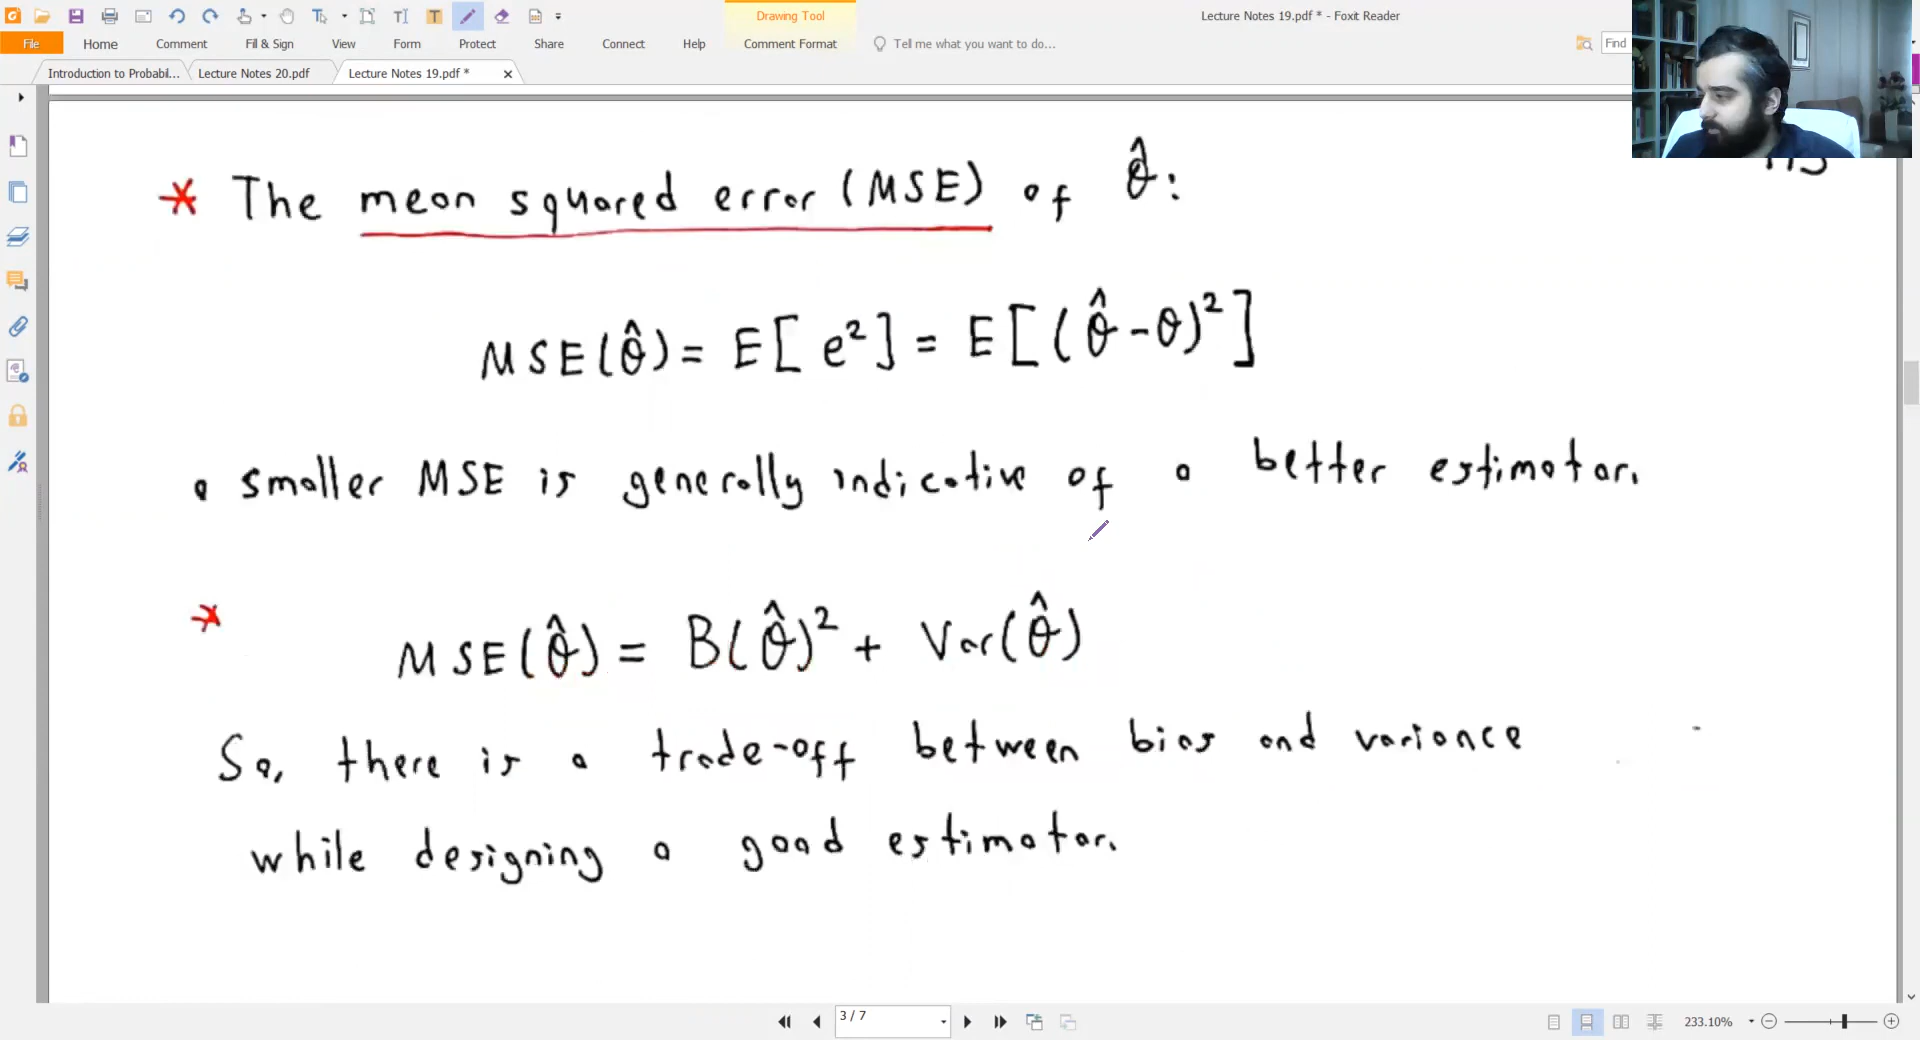 Drawing Tool
Lecture Notes 19.pdf * - Foxit Reader
File Home Comment Fill & Sign View Form Protect Share Connect Help Comment Format Tell me what you want to do... Find
Introduction to Probabil... Lecture Notes 20.pdf Lecture Notes 19.pdf *
* The mean squared error (MSE) of θ̂:
MSE(θ̂) = E[e²] = E[(θ̂-θ)²]
a smaller MSE is generally indicative of a better estimator.
* MSE(θ̂) = B(θ̂)² + Var(θ̂)
So, there is a trade-off between bias and variance
while designing a good estimator.
3 / 7
233.10%